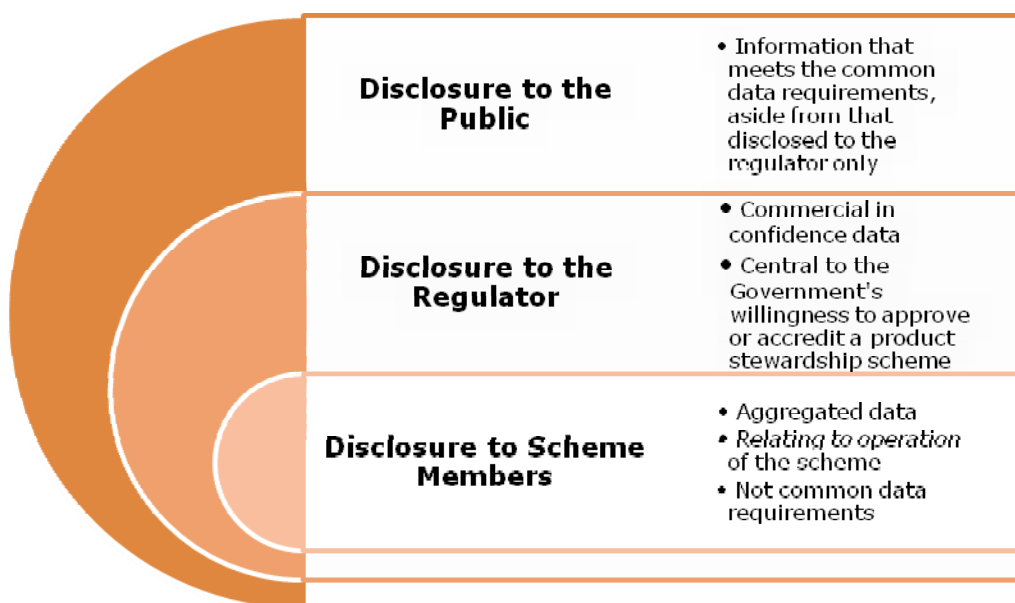 Disclosure to the
Public
• Information that
meets the common
data requirements,
aside from that
disclosed to the
regulator only
Disclosure to the
Regulator
• Commercial in
confidence data
• Central to the
Government's
willingness to approve
or accredit a product
stewardship scheme
Disclosure to Scheme
Members
• Aggregated data
• Relating to operation
of the scheme
• Not common data
requirements